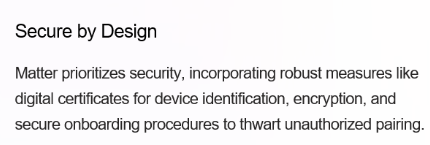 Secure by Design
Matter prioritizes security, incorporating robust measures like
digital certificates for device identification, encryption, and
secure onboarding procedures to thwart unauthorized pairing.